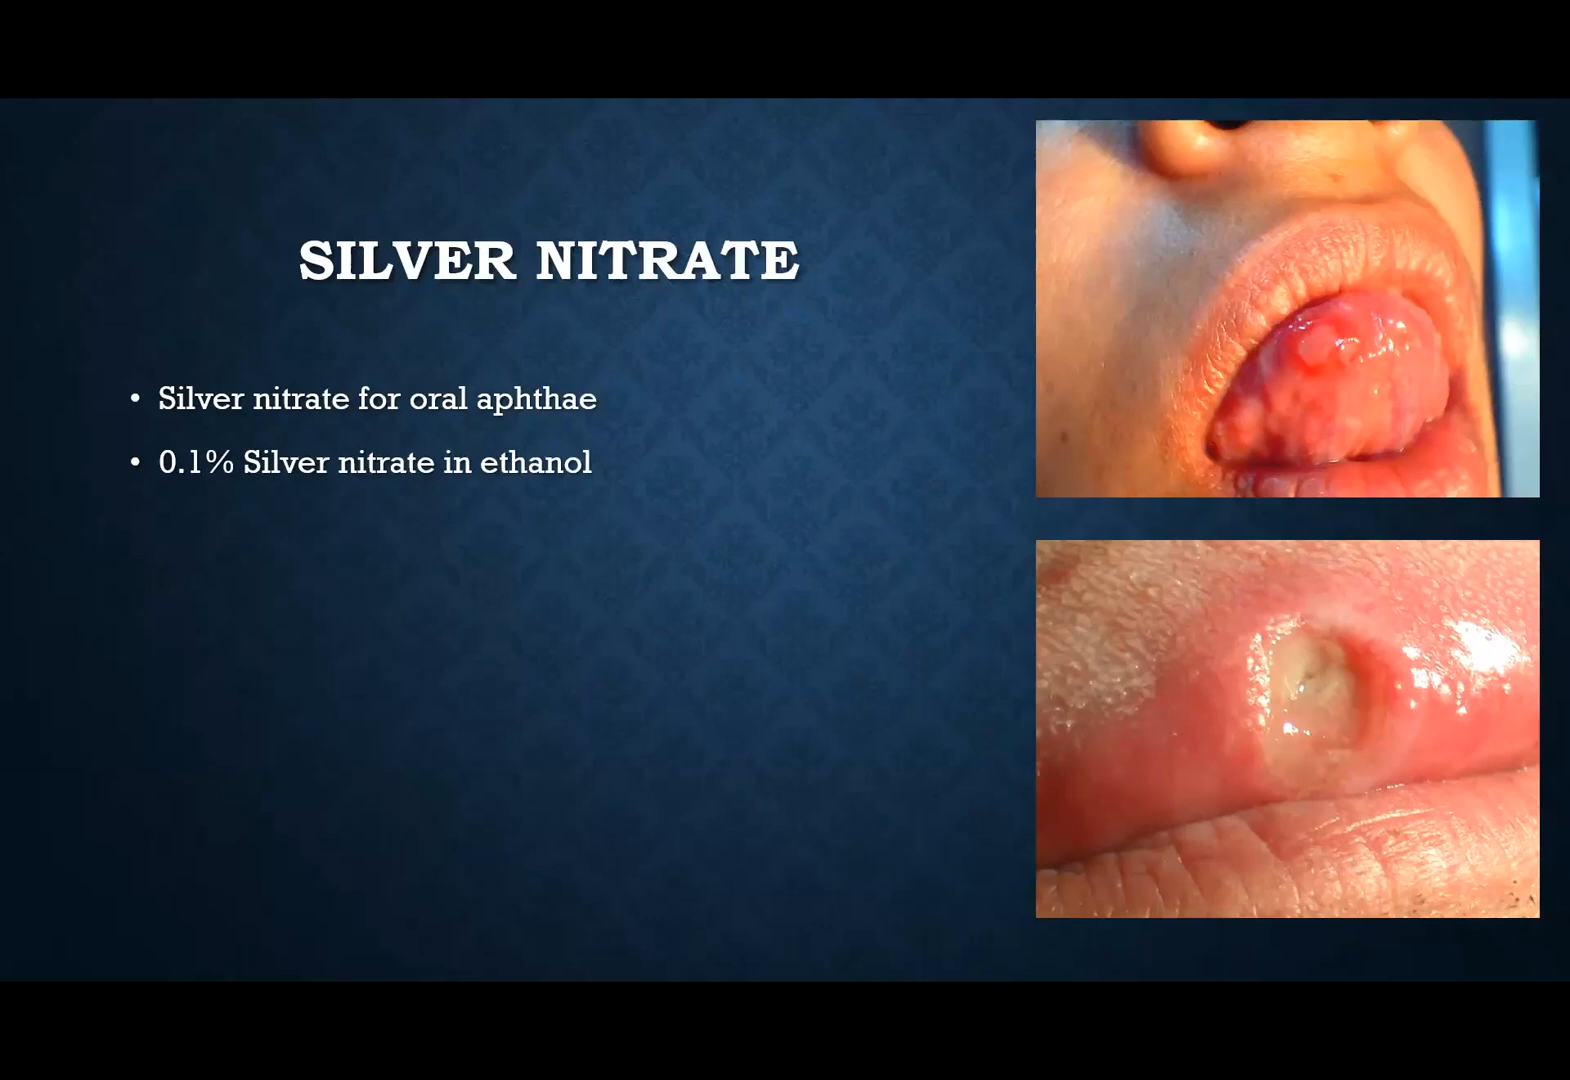 SILVER NITRATE
• Silver nitrate for oral aphthae
• 0.1% Silver nitrate in ethanol